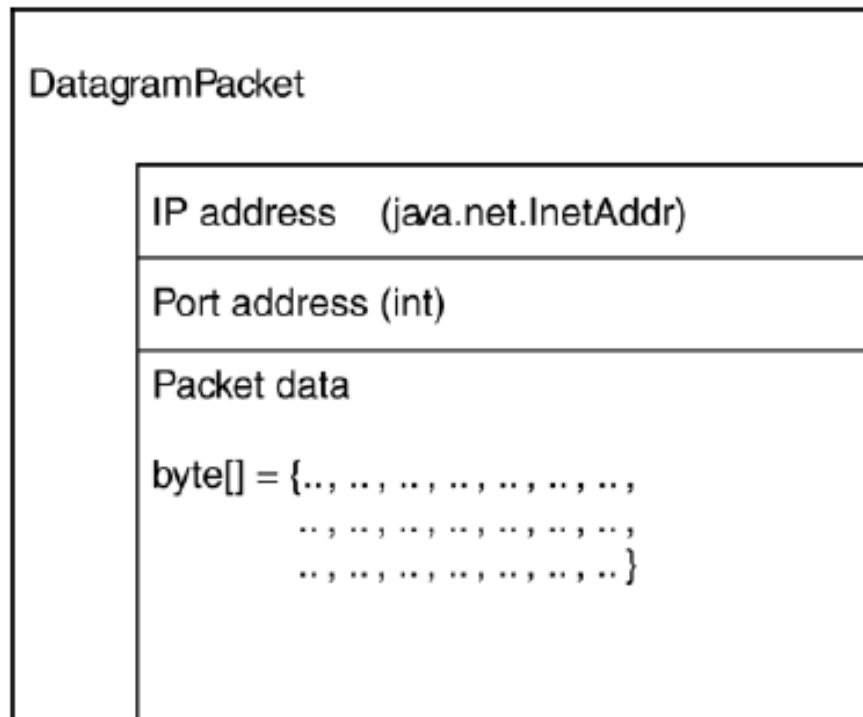 DatagramPacket
IP address (java.net.InetAddr)
Port address (int)
Packet data
byte[] = {.., .., .., .., .., .., ..,
.., .., .., .., .., .., ..,
.., .., .., .., .., .., ..}